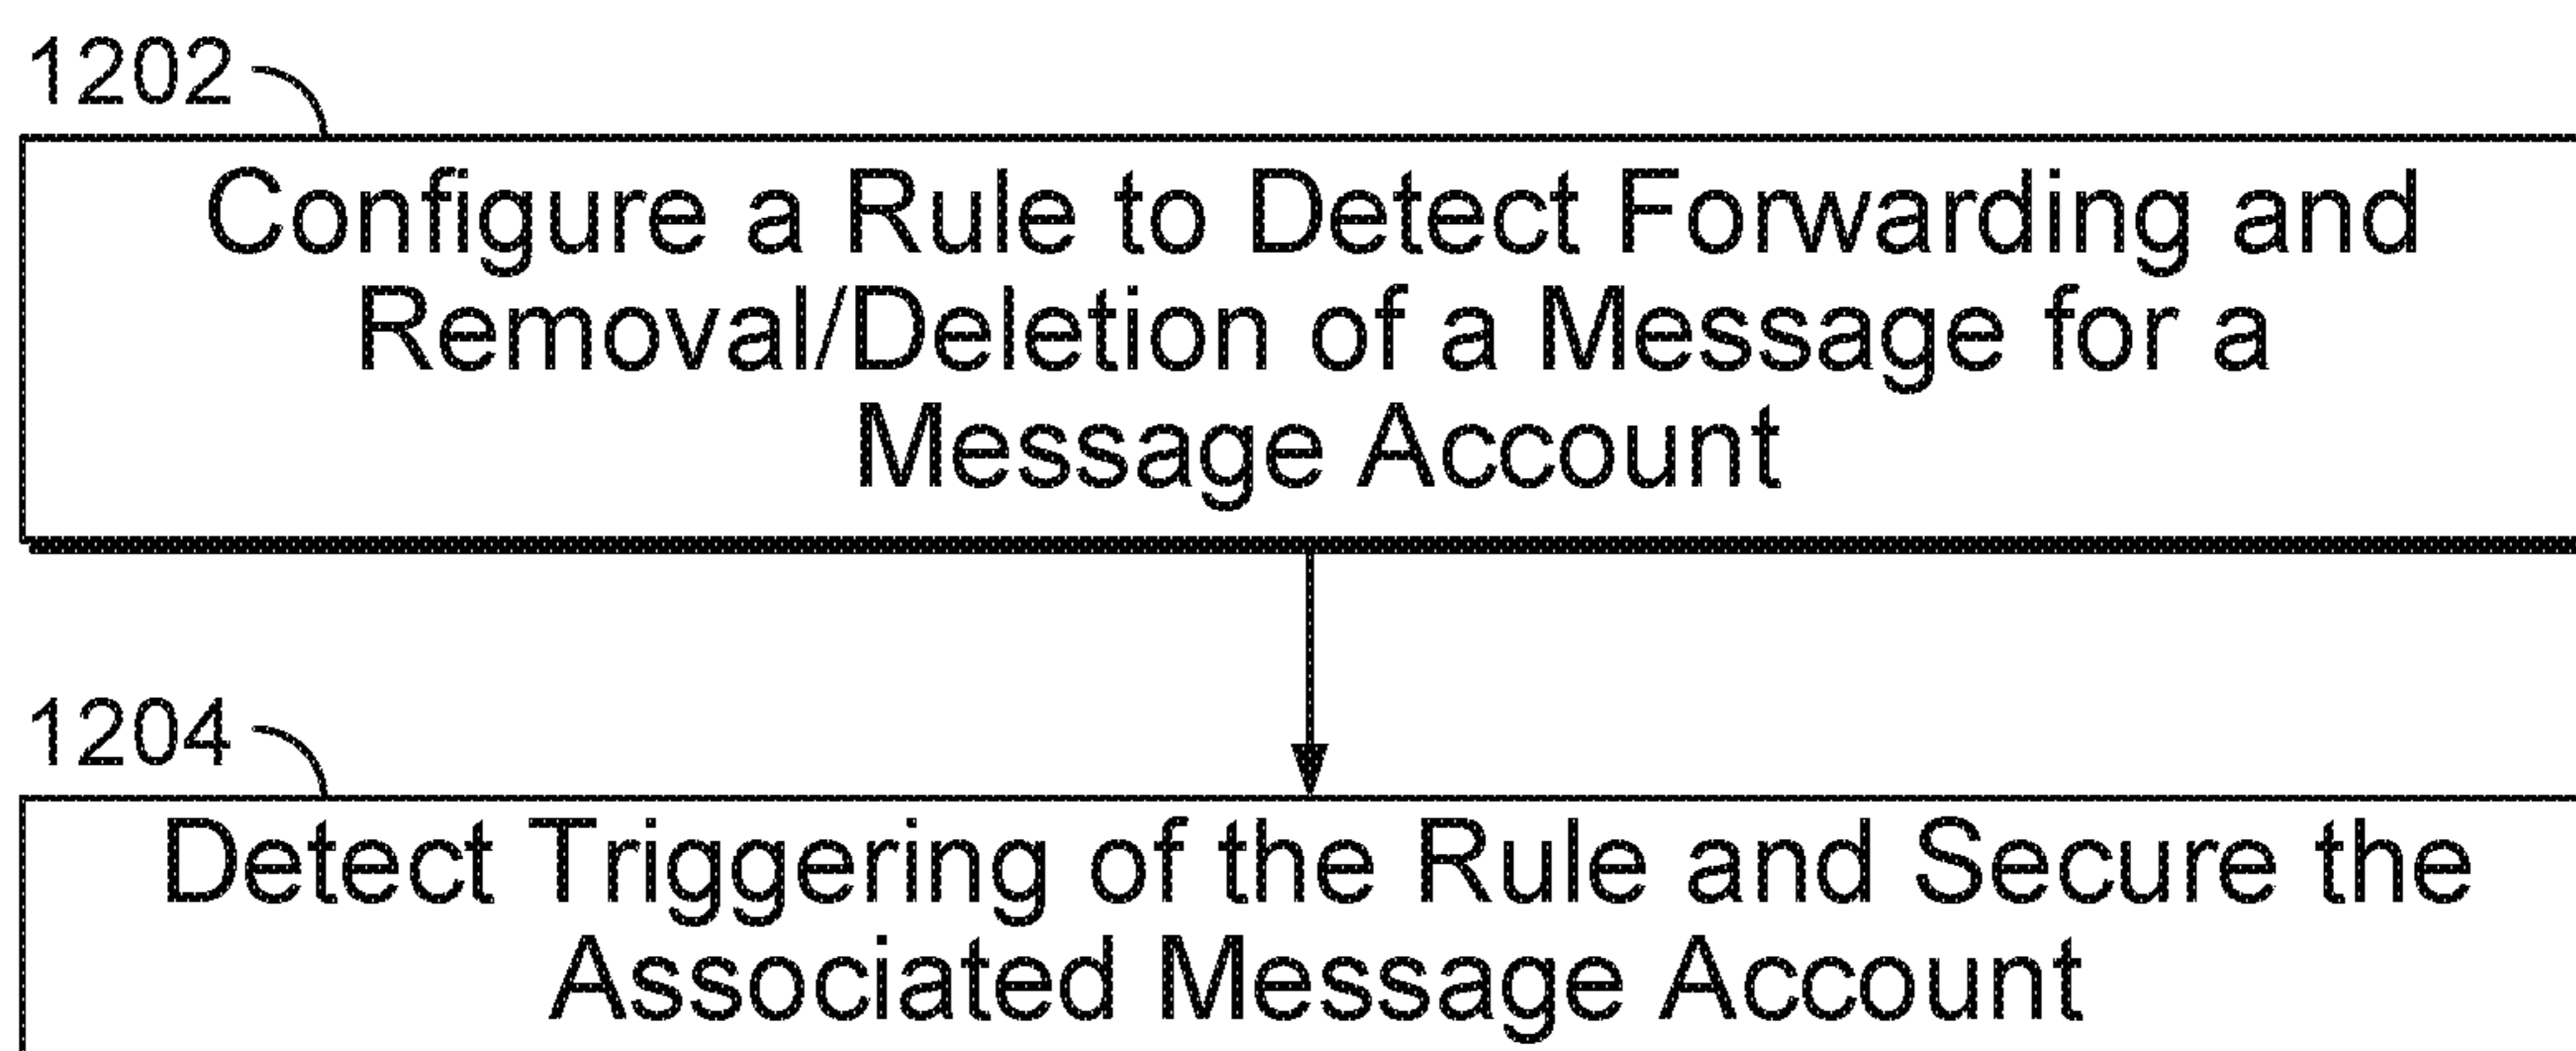 1202
Configure a Rule to Detect Forwarding and
Removal/Deletion of a Message for a
Message Account
1204
Detect Triggering of the Rule and Secure the
Associated Message Account